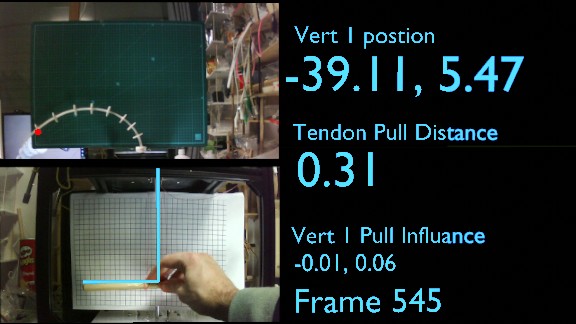 Vert 1 postion
-39.11, 5.47
Tendon Pull Distance
0.31
Vert 1 Pull Influance
-0.01, 0.06
Frame 545